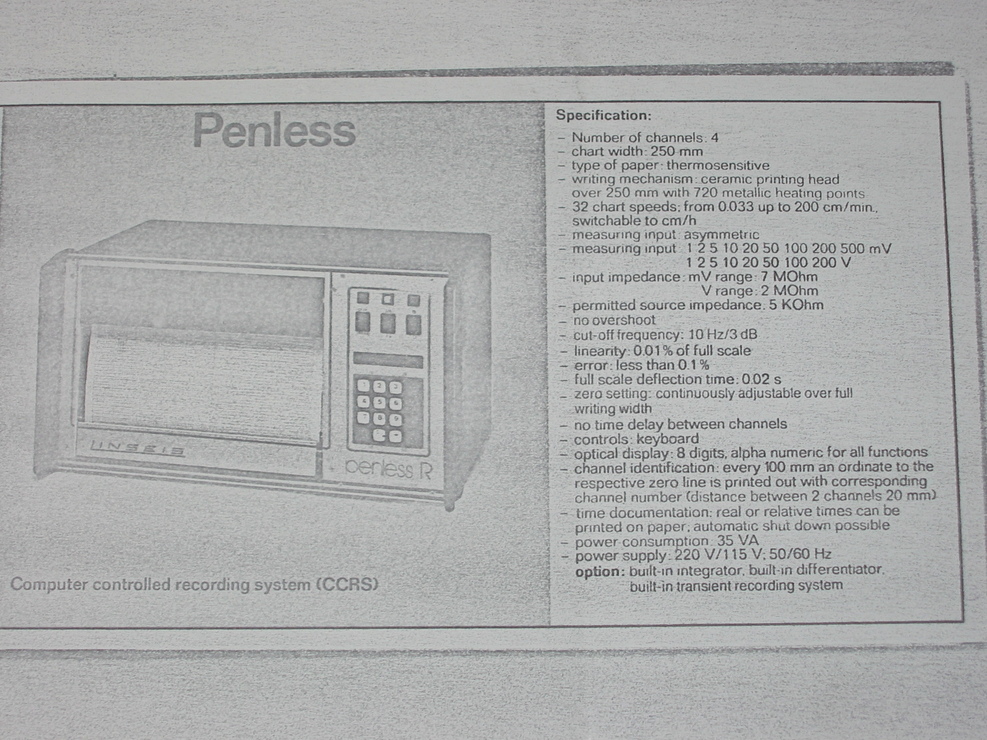 Penless
LINSEIS
penless R
Computer controlled recording system (CCRS)
Specification:
– Number of channels: 4
– chart width: 250 mm
– type of paper: thermosensitive
– writing mechanism: ceramic printing head
over 250 mm with 720 metallic heating points
– 32 chart speeds; from 0.033 up to 200 cm/min.,
switchable to cm/h
– measuring input: asymmetric
– measuring input: 1 2 5 10 20 50 100 200 500 mV
1 2 5 10 20 50 100 200 V
– input impedance: mV range: 7 MOhm
V range: 2 MOhm
– permitted source impedance: 5 KOhm
– no overshoot
– cut-off frequency: 10 Hz/3 dB
– linearity: 0.01% of full scale
– error: less than 0.1%
– full scale deflection time: 0.02 s
– zero setting: continuously adjustable over full
writing width
– no time delay between channels
– controls: keyboard
– optical display: 8 digits, alpha numeric for all functions
– channel identification: every 100 mm an ordinate to the
respective zero line is printed out with corresponding
channel number (distance between 2 channels 20 mm)
– time documentation: real or relative times can be
printed on paper; automatic shut down possible
– power consumption: 35 VA
– power supply: 220 V/115 V; 50/60 Hz
option: built-in integrator, built-in differentiator,
built-in transient recording system